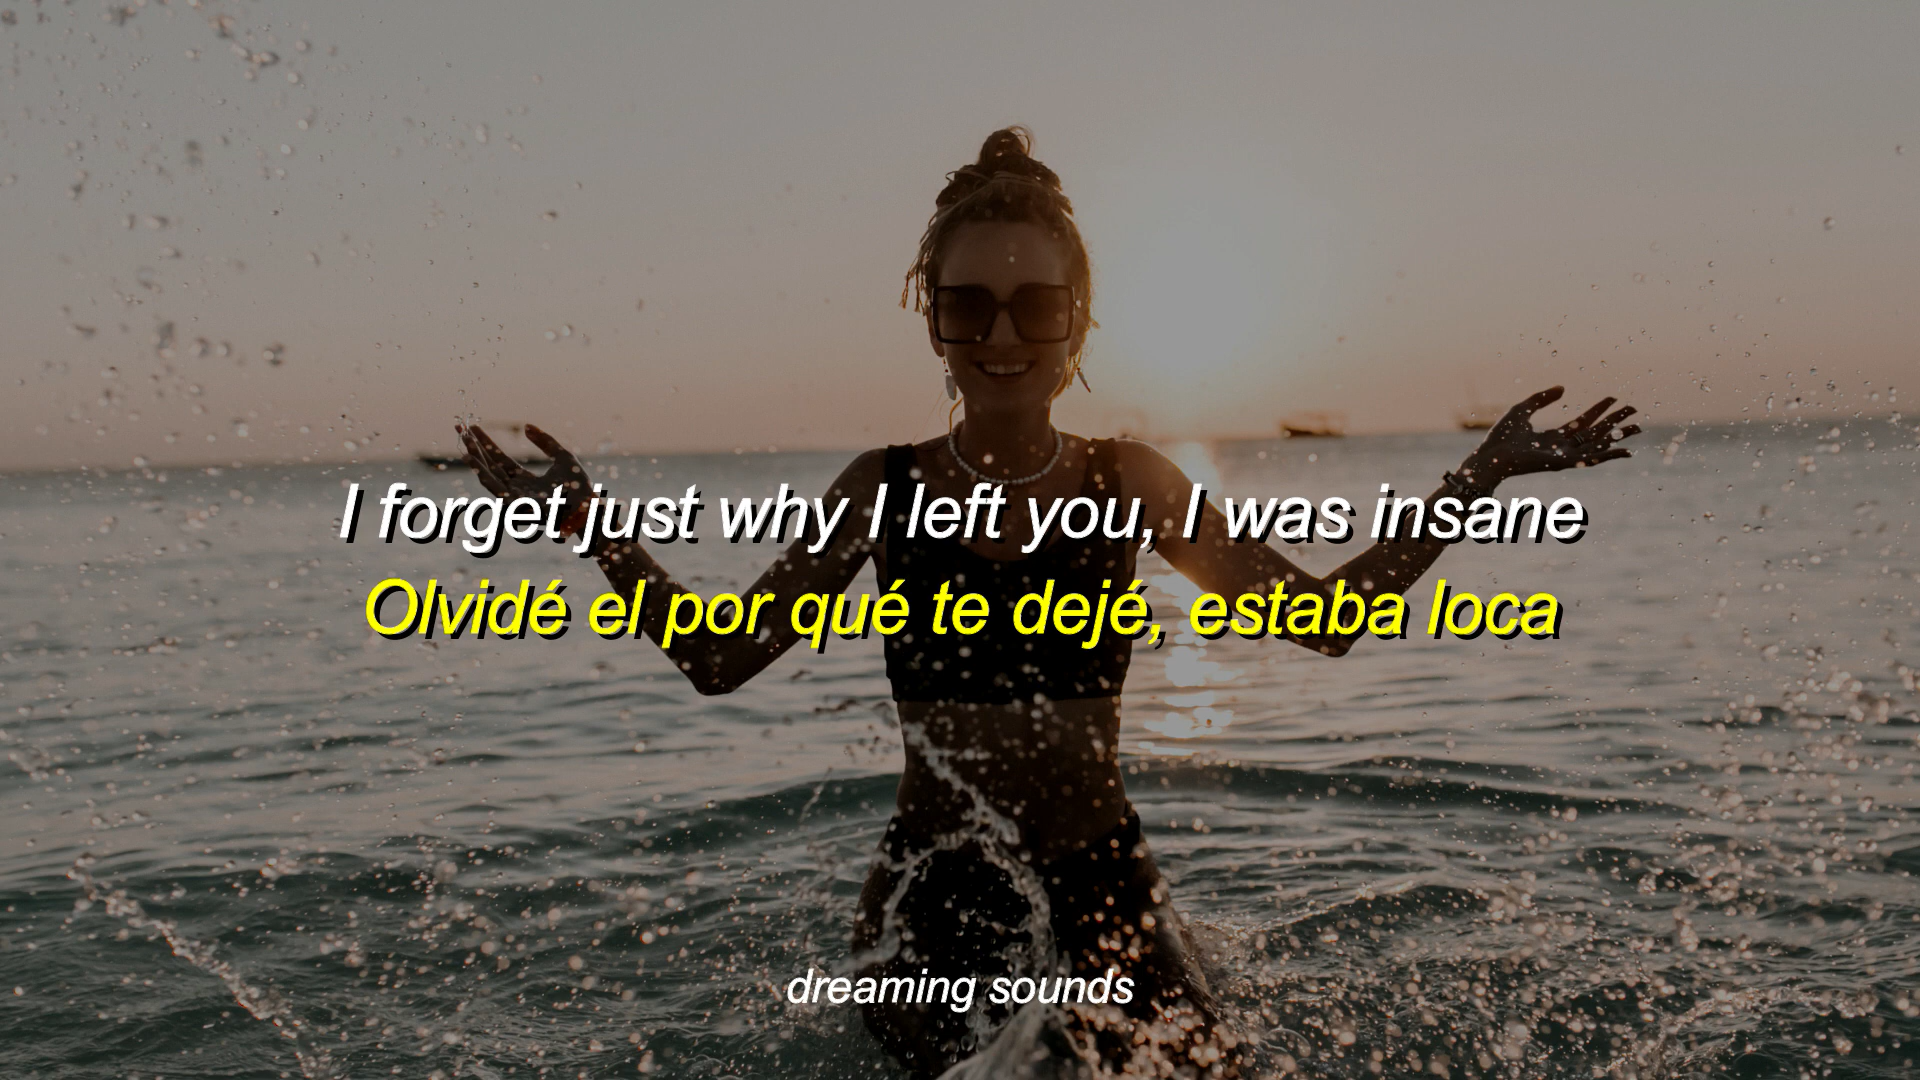 I forget just why I left you, I was insane
Olvidé el por qué te dejé, estaba loca
dreaming sounds